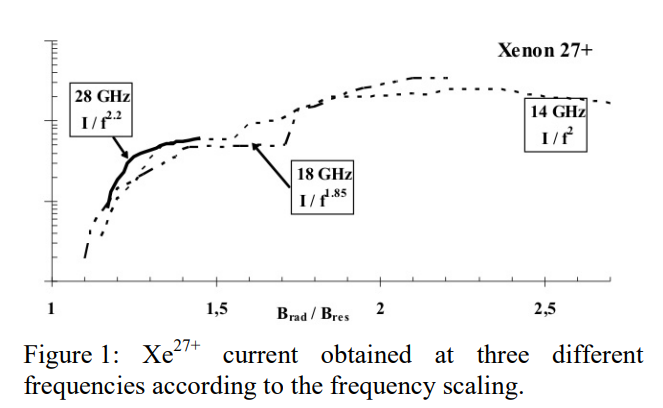 Xenon 27+
28 GHz
I / f^2.2
14 GHz
I / f^2
18 GHz
I / f^1.85
1
1,5
B_rad / B_res
2
2,5
Figure 1: Xe^27+ current obtained at three different
frequencies according to the frequency scaling.